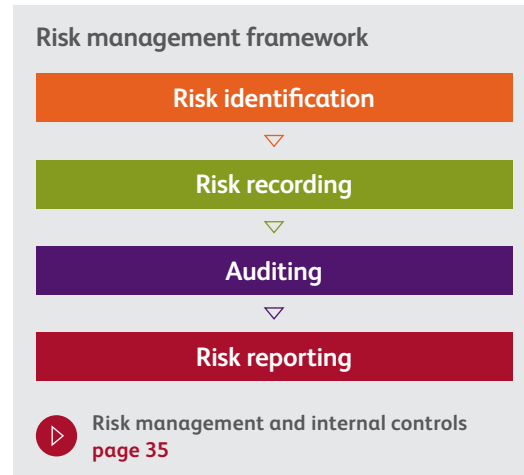 Risk management framework
Risk identification
Risk recording
Auditing
Risk reporting
Risk management and internal controls
page 35